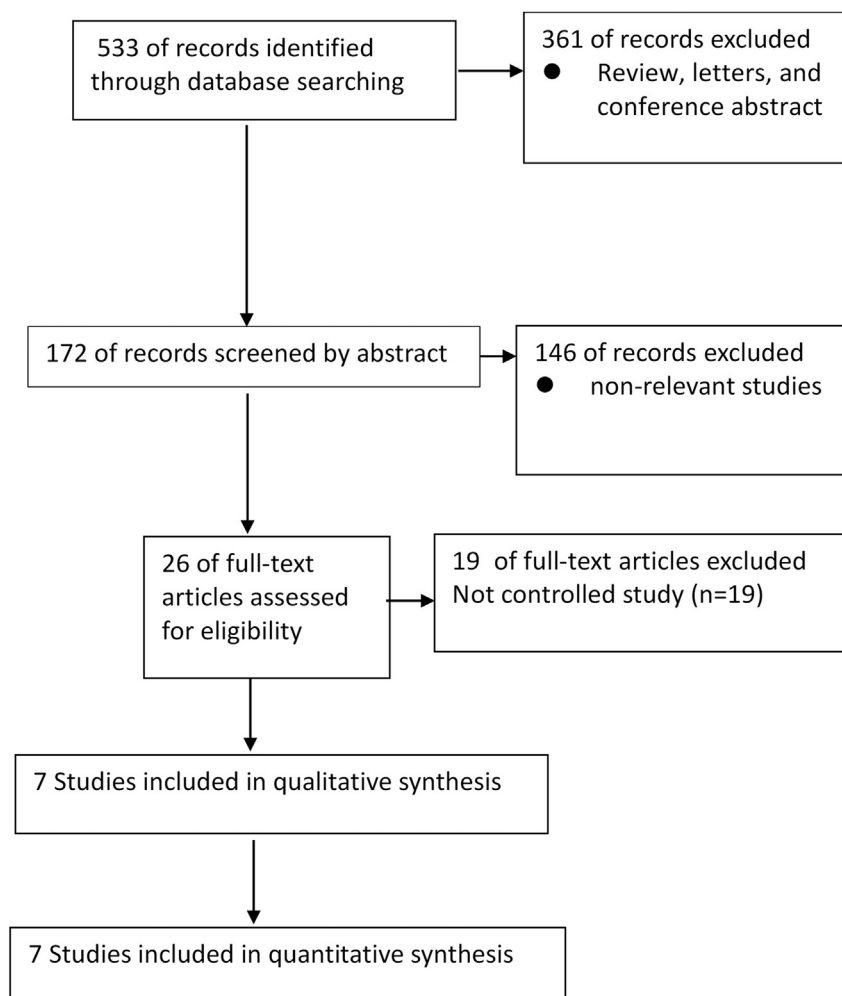 533 of records identified
through database searching
361 of records excluded
● Review, letters, and
conference abstract
172 of records screened by abstract
146 of records excluded
● non-relevant studies
26 of full-text
articles assessed
for eligibility
19 of full-text articles excluded
Not controlled study (n=19)
7 Studies included in qualitative synthesis
7 Studies included in quantitative synthesis